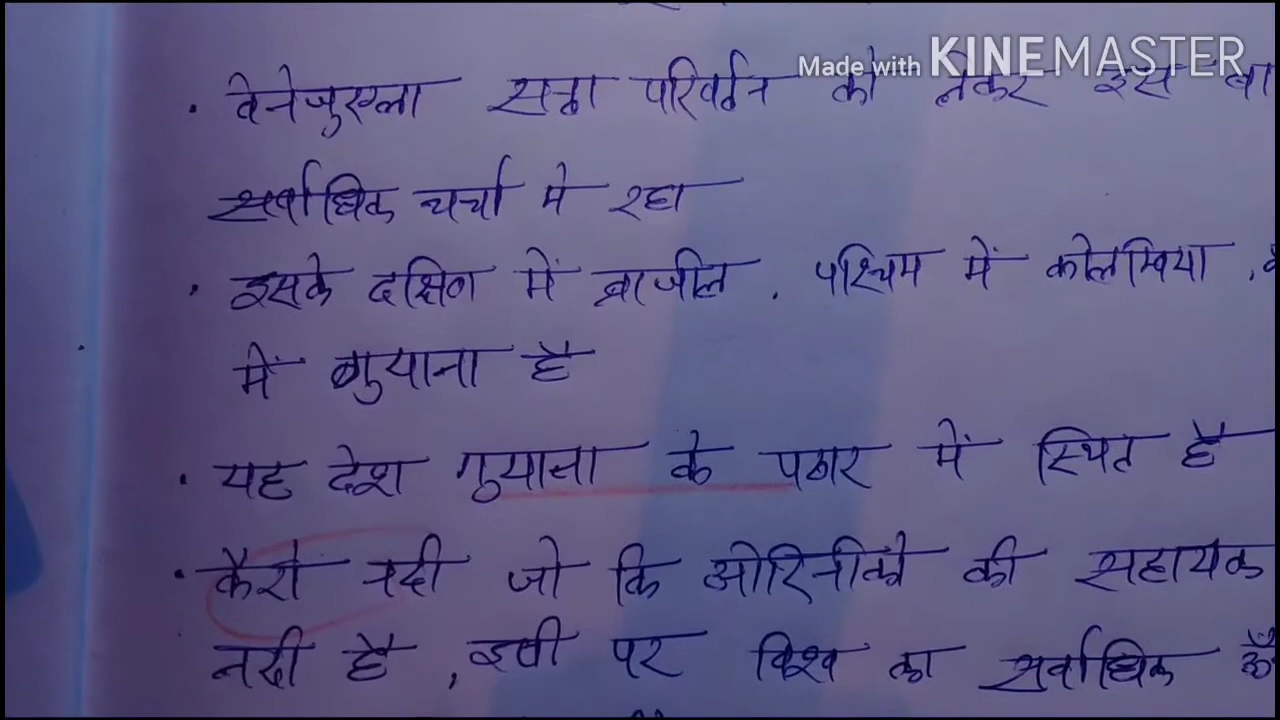 Made with KINEMASTER
• वेनेजुएला सत्ता परिवर्तन को लेकर इस बा
सर्वाधिक चर्चा मे रहा
• इसके दक्षिण में ब्राजील , पश्चिम में कोलम्बिया ,
में गुयाना है
• यह देश गुयाना के पठार में स्थित है
• कैरो नदी जो कि ओरिनीको की सहायक
नदी है , इसी पर विश्व का सर्वाधिक ऊँ